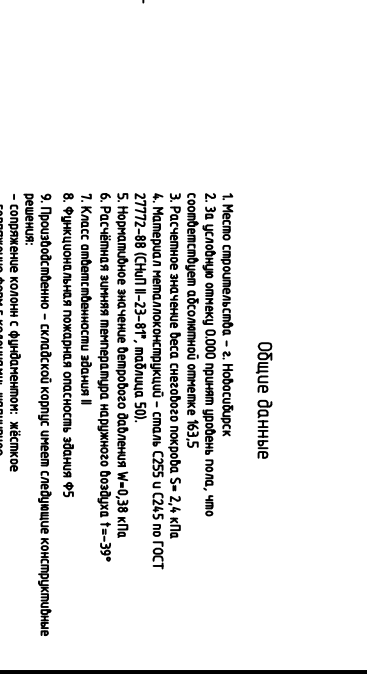 Общие данные
1. Место строительства – г. Новосибирск
2. За условную отметку 0.000 принят уровень пола, что
соответствует абсолютной отметке 163,5
3. Расчетное значение веса снегового покрова S= 2,4 кПа
4. Материал металлоконструкций – сталь С255 и С245 по ГОСТ
27772-88 (СНиП II-23-81*, таблица 50).
5. Нормативное значение ветрового давления W=0,38 кПа
6. Расчётная зимняя температура наружного воздуха t=-39°
7. Класс ответственности здания II
8. Функциональная пожарная опасность здания Ф5
9. Производственно – складской корпус имеет следующие конструктивные
решения:
– сопряжение колонн с фундаментом: жёсткое